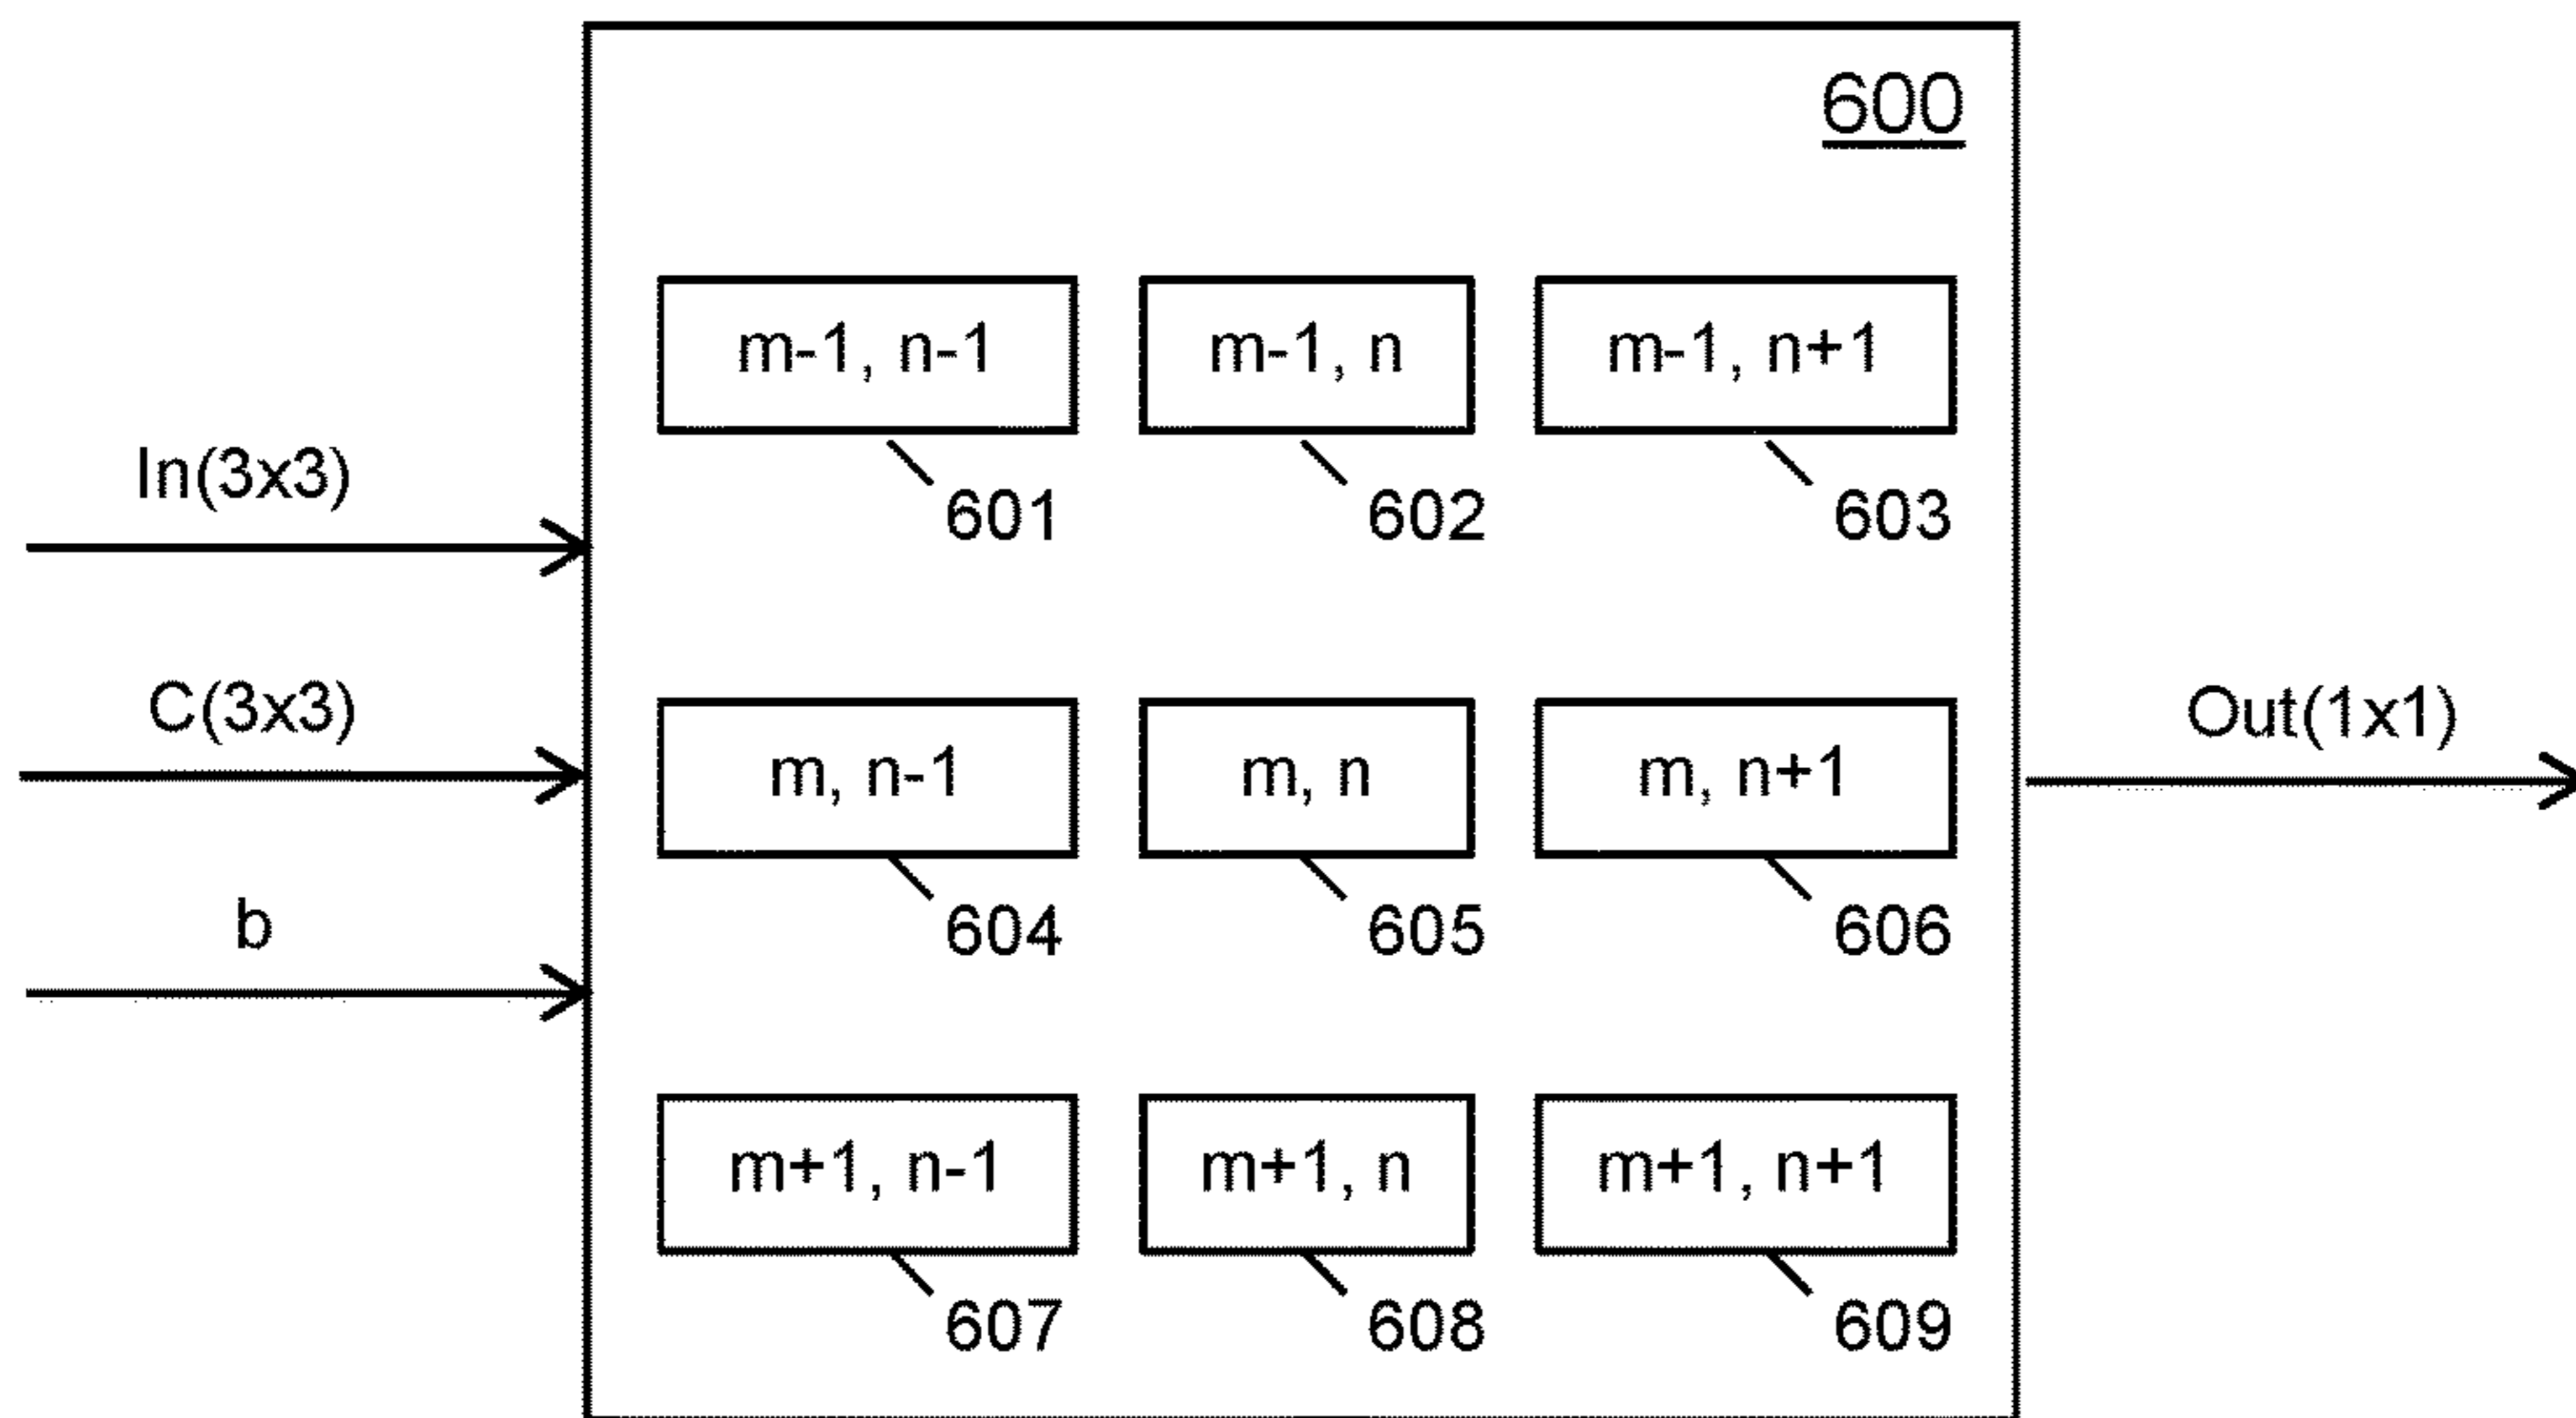 600
m-1, n-1
m-1, n
m-1, n+1
In(3x3)
601
602
603
C(3x3)
m, n-1
m, n
m, n+1
Out(1x1)
b
604
605
606
m+1, n-1
m+1, n
m+1, n+1
607
608
609